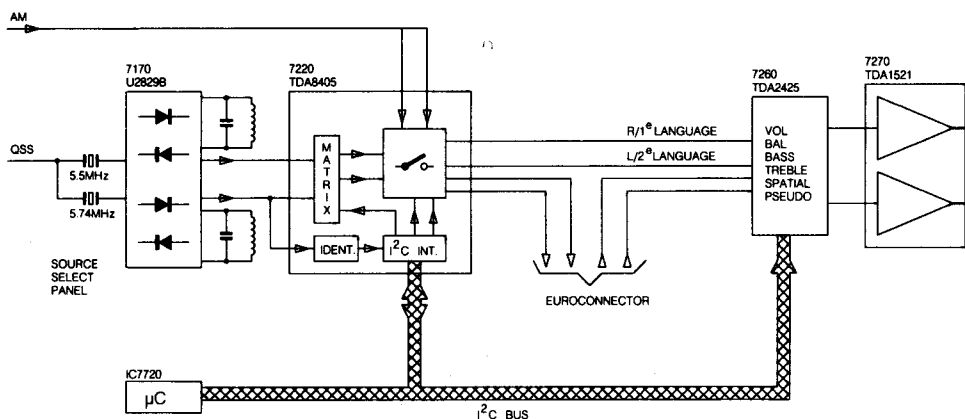 AM
7170
U2829B
QSS
5.5MHz
5.74MHz
SOURCE
SELECT
PANEL
7220
TDA8405
MATRIX
IDENT.
I²C INT.
R/1e LANGUAGE
L/2e LANGUAGE
EUROCONNECTOR
7260
TDA2425
VOL
BAL
BASS
TREBLE
SPATIAL
PSEUDO
7270
TDA1521
IC7720
µC
I²C BUS